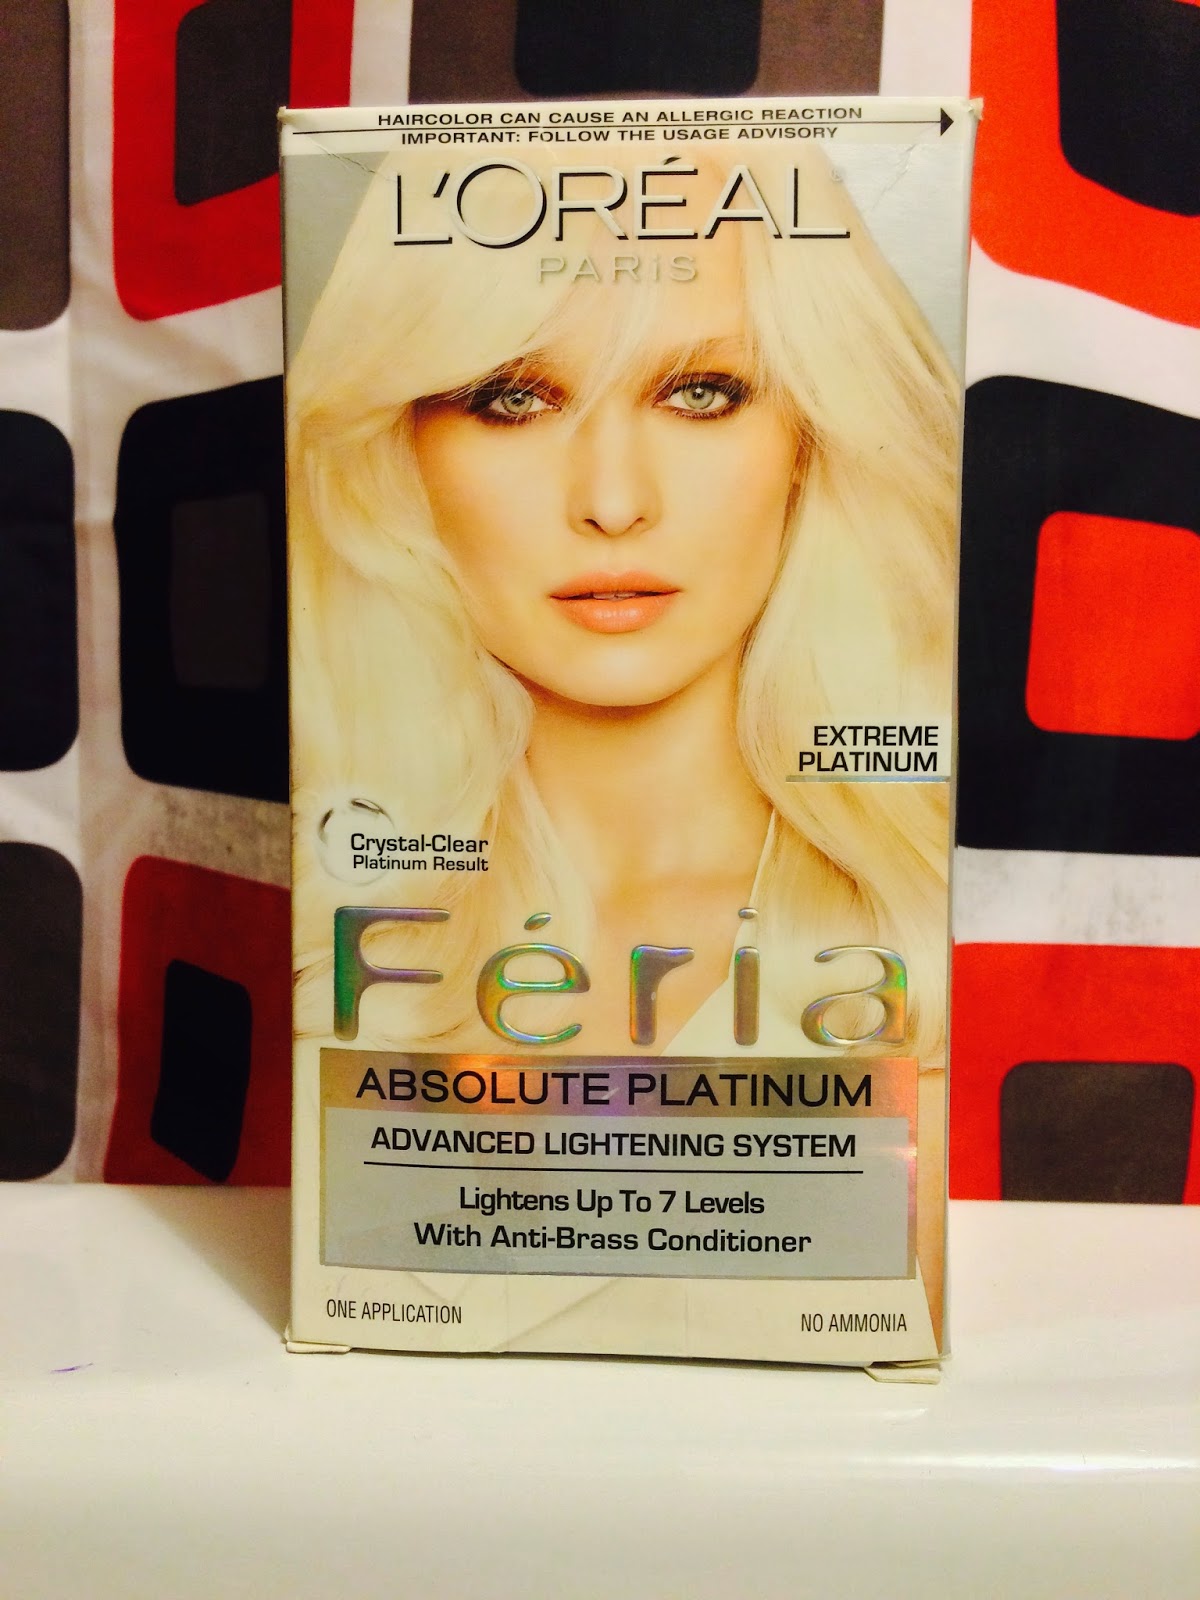 HAIRCOLOR CAN CAUSE AN ALLERGIC REACTION
IMPORTANT: FOLLOW THE USAGE ADVISORY
L'ORÉAL®
PARiS
EXTREME
PLATINUM
Crystal-Clear
Platinum Result
Féria
ABSOLUTE PLATINUM
ADVANCED LIGHTENING SYSTEM
Lightens Up To 7 Levels
With Anti-Brass Conditioner
ONE APPLICATION
NO AMMONIA